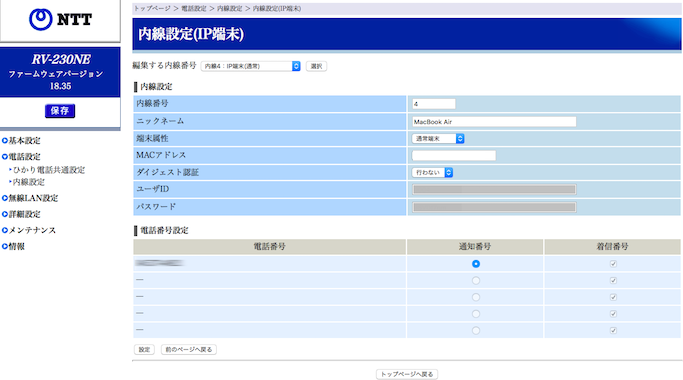 トップページ > 電話設定 > 内線設定 > 内線設定(IP端末)
NTT
内線設定(IP端末)
RV-230NE
ファームウェアバージョン
18.35
保存
編集する内線番号 内線4：IP端末(通常) 選択
内線設定
内線番号 4
ニックネーム MacBook Air
端末属性 通常端末
MACアドレス
ダイジェスト認証 行わない
ユーザID
パスワード
基本設定
電話設定
ひかり電話共通設定
内線設定
無線LAN設定
詳細設定
メンテナンス
情報
電話番号設定
電話番号 通知番号 着信番号
―
―
―
―
設定 前のページへ戻る
トップページへ戻る